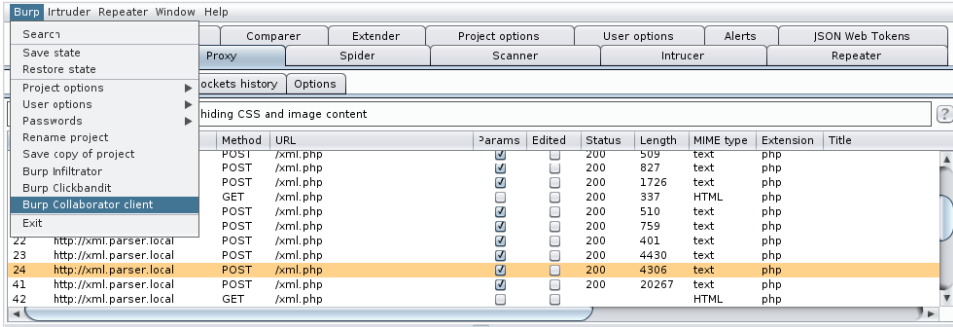 Burp Intruder Repeater Window Help
Search
Comparer Extender Project options User options Alerts JSON Web Tokens
Save state
Proxy Spider Scanner Intruder Repeater
Restore state
Project options
ockets history Options
User options
Passwords
hiding CSS and image content ?
Rename project
Method URL Params Edited Status Length MIME type Extension Title
Save copy of project
POST /xml.php 200 509 text php
Burp Infiltrator
POST /xml.php 200 827 text php
Burp Clickbandit
POST /xml.php 200 1726 text php
Burp Collaborator client
GET /xml.php 200 337 HTML php
Exit
POST /xml.php 200 510 text php
POST /xml.php 200 759 text php
22 http://xml.parser.local POST /xml.php 200 401 text php
23 http://xml.parser.local POST /xml.php 200 4430 text php
24 http://xml.parser.local POST /xml.php 200 4306 text php
41 http://xml.parser.local POST /xml.php 200 20267 text php
42 http://xml.parser.local GET /xml.php HTML php